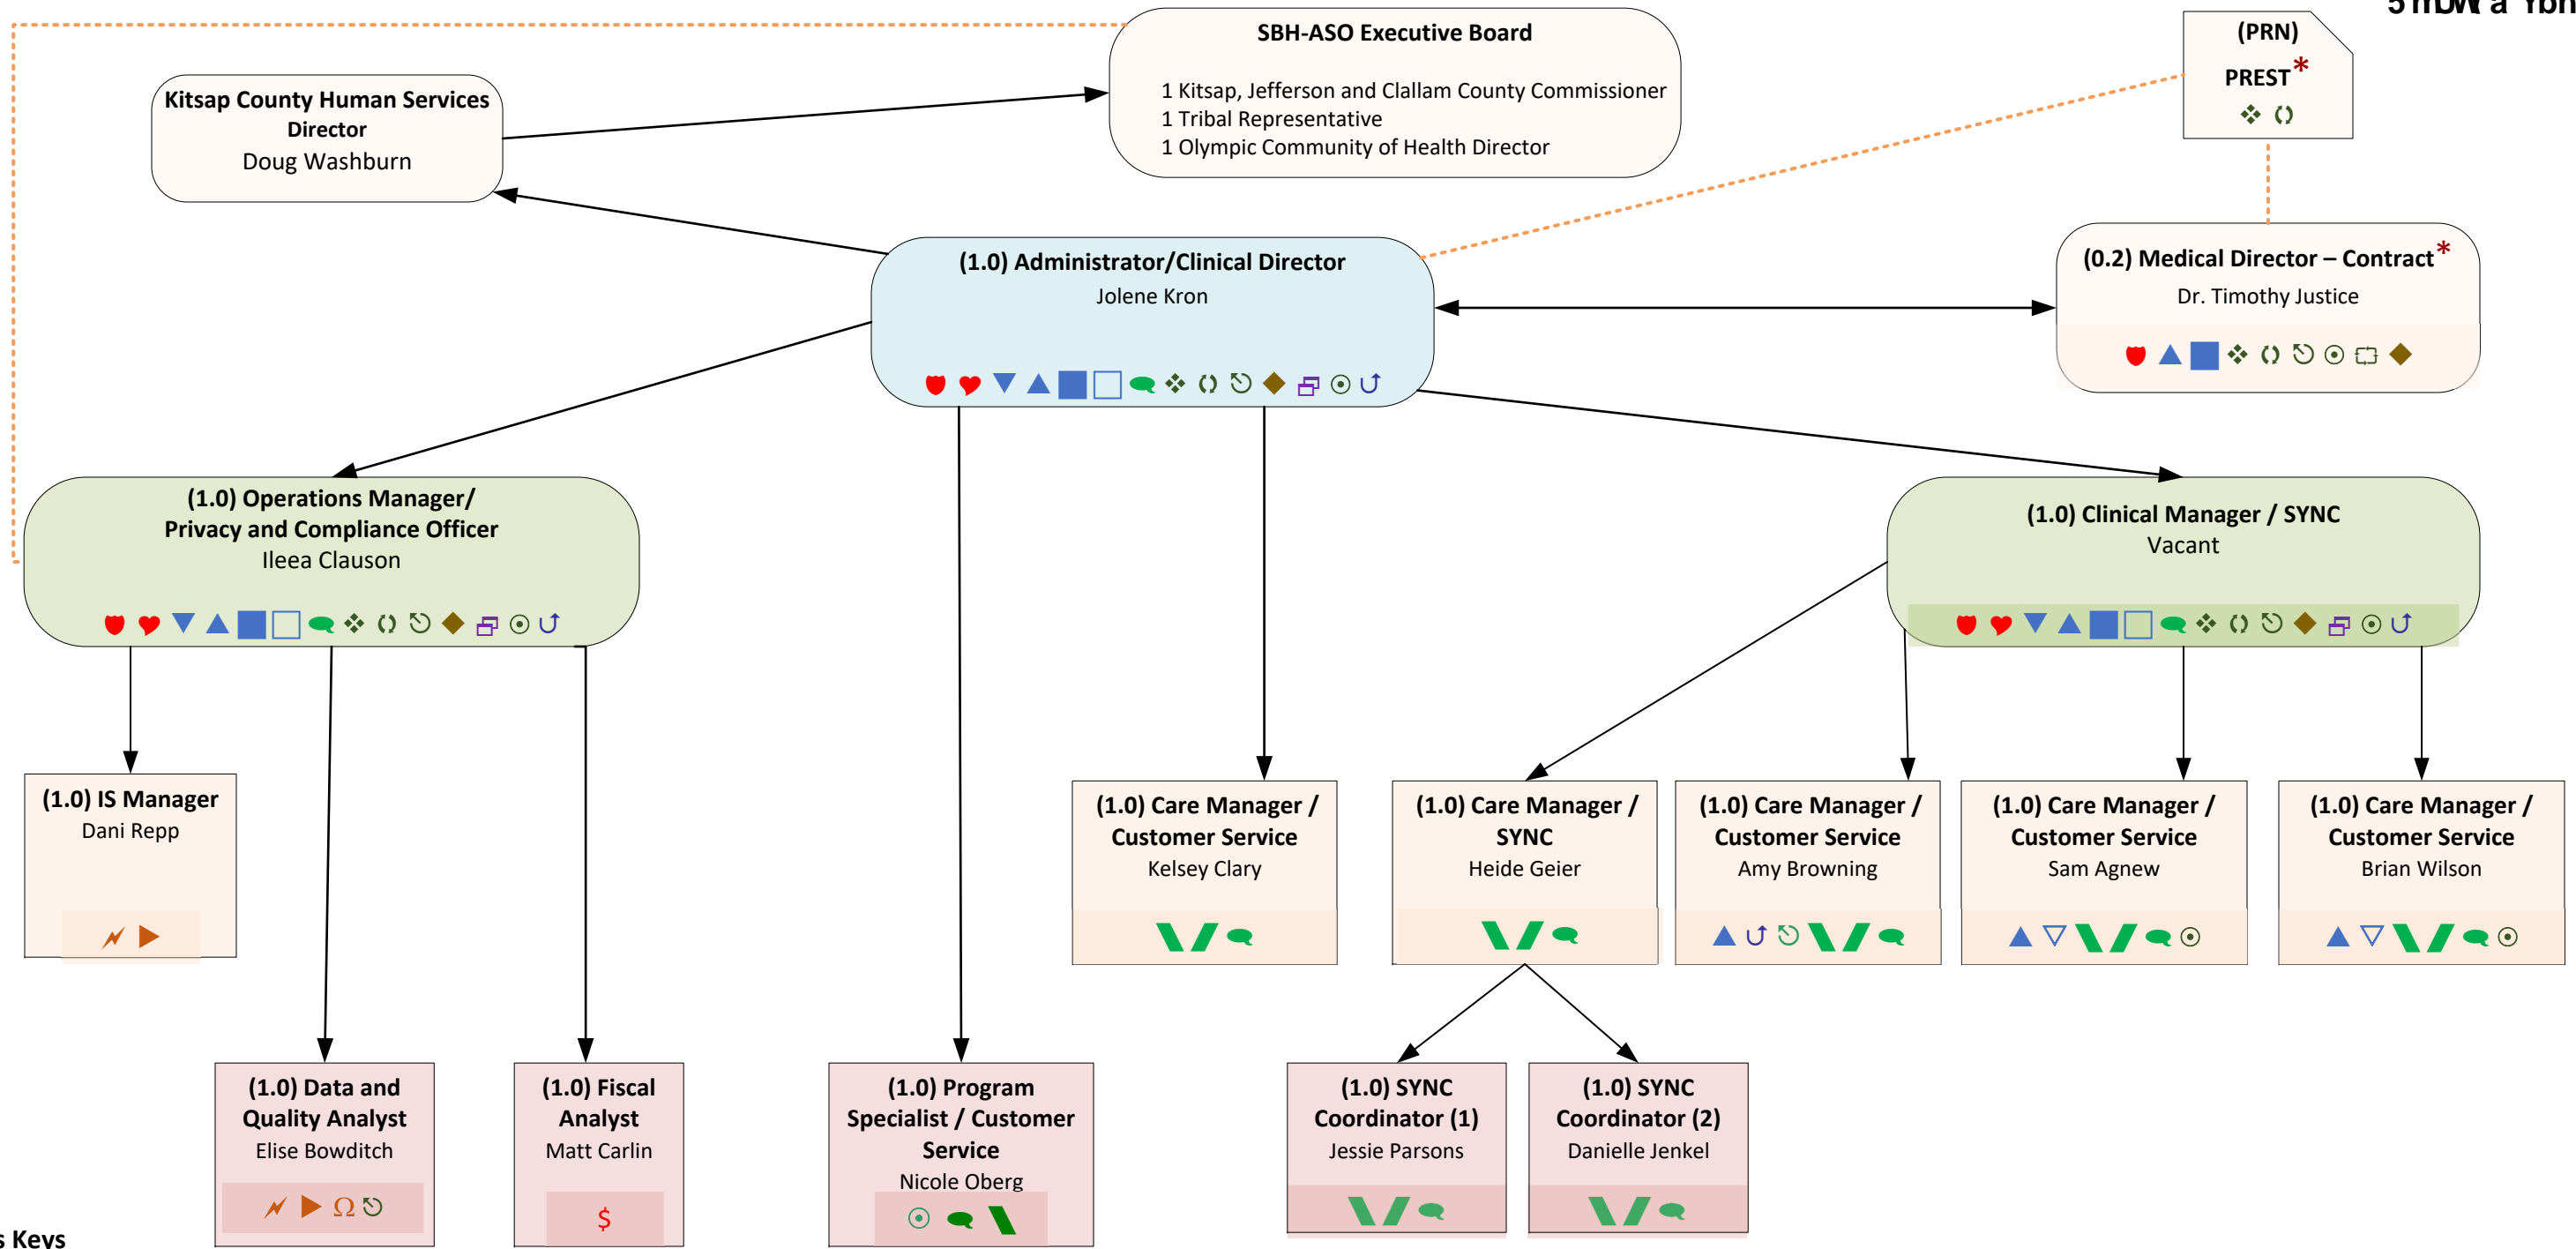 SBH-ASO Executive Board
1 Kitsap, Jefferson and Clallam County Commissioner
1 Tribal Representative
1 Olympic Community of Health Director
(PRN)
PREST*
Kitsap County Human Services
Director
Doug Washburn
(1.0) Administrator/Clinical Director
Jolene Kron
(0.2) Medical Director – Contract*
Dr. Timothy Justice
(1.0) Operations Manager/
Privacy and Compliance Officer
Ileea Clauson
(1.0) Clinical Manager / SYNC
Vacant
(1.0) IS Manager
Dani Repp
(1.0) Care Manager /
Customer Service
Kelsey Clary
(1.0) Care Manager /
SYNC
Heide Geier
(1.0) Care Manager /
Customer Service
Amy Browning
(1.0) Care Manager /
Customer Service
Sam Agnew
(1.0) Care Manager /
Customer Service
Brian Wilson
(1.0) Data and
Quality Analyst
Elise Bowditch
Ω
(1.0) Fiscal
Analyst
Matt Carlin
$
(1.0) Program
Specialist / Customer
Service
Nicole Oberg
(1.0) SYNC
Coordinator (1)
Jessie Parsons
(1.0) SYNC
Coordinator (2)
Danielle Jenkel
s Keys